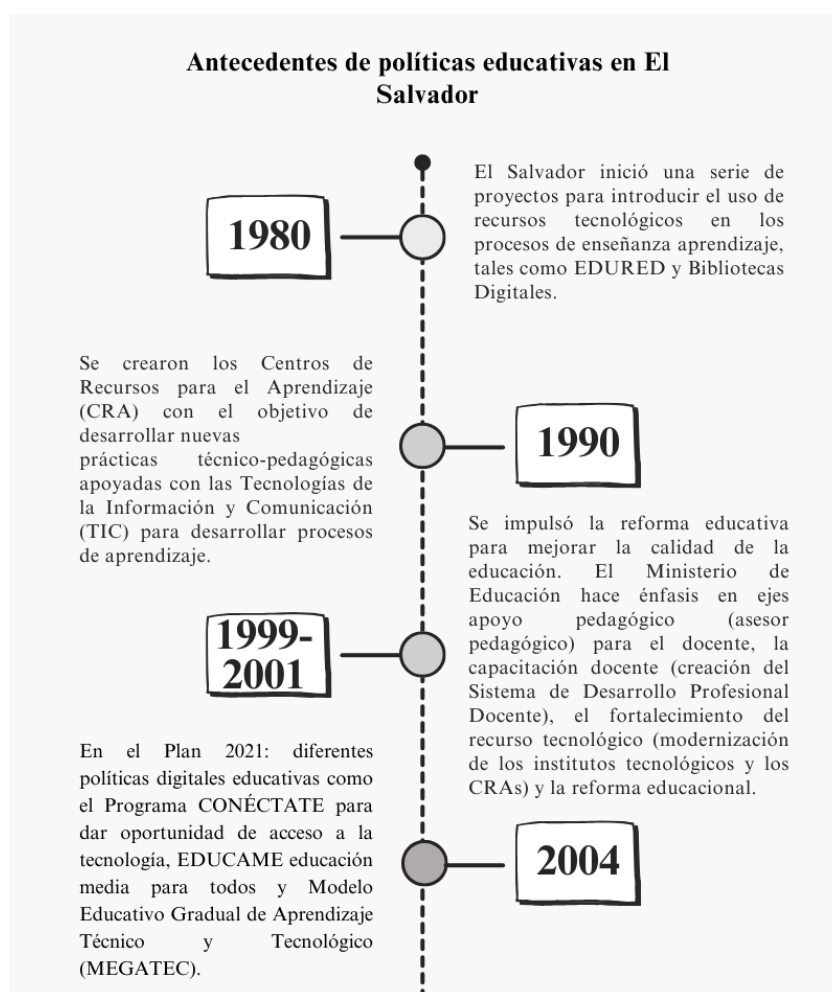 Antecedentes de políticas educativas en El
Salvador
1980
El Salvador inició una serie de
proyectos para introducir el uso de
recursos tecnológicos en los
procesos de enseñanza aprendizaje,
tales como EDURED y Bibliotecas
Digitales.
Se crearon los Centros de
Recursos para el Aprendizaje
(CRA) con el objetivo de
desarrollar nuevas
prácticas técnico-pedagógicas
apoyadas con las Tecnologías de
la Información y Comunicación
(TIC) para desarrollar procesos
de aprendizaje.
1990
1999-
2001
Se impulsó la reforma educativa
para mejorar la calidad de la
educación. El Ministerio de
Educación hace énfasis en ejes
apoyo pedagógico (asesor
pedagógico) para el docente, la
capacitación docente (creación del
Sistema de Desarrollo Profesional
Docente), el fortalecimiento del
recurso tecnológico (modernización
de los institutos tecnológicos y los
CRAs) y la reforma educacional.
En el Plan 2021: diferentes
políticas digitales educativas como
el Programa CONÉCTATE para
dar oportunidad de acceso a la
tecnología, EDUCAME educación
media para todos y Modelo
Educativo Gradual de Aprendizaje
Técnico y Tecnológico
(MEGATEC).
2004